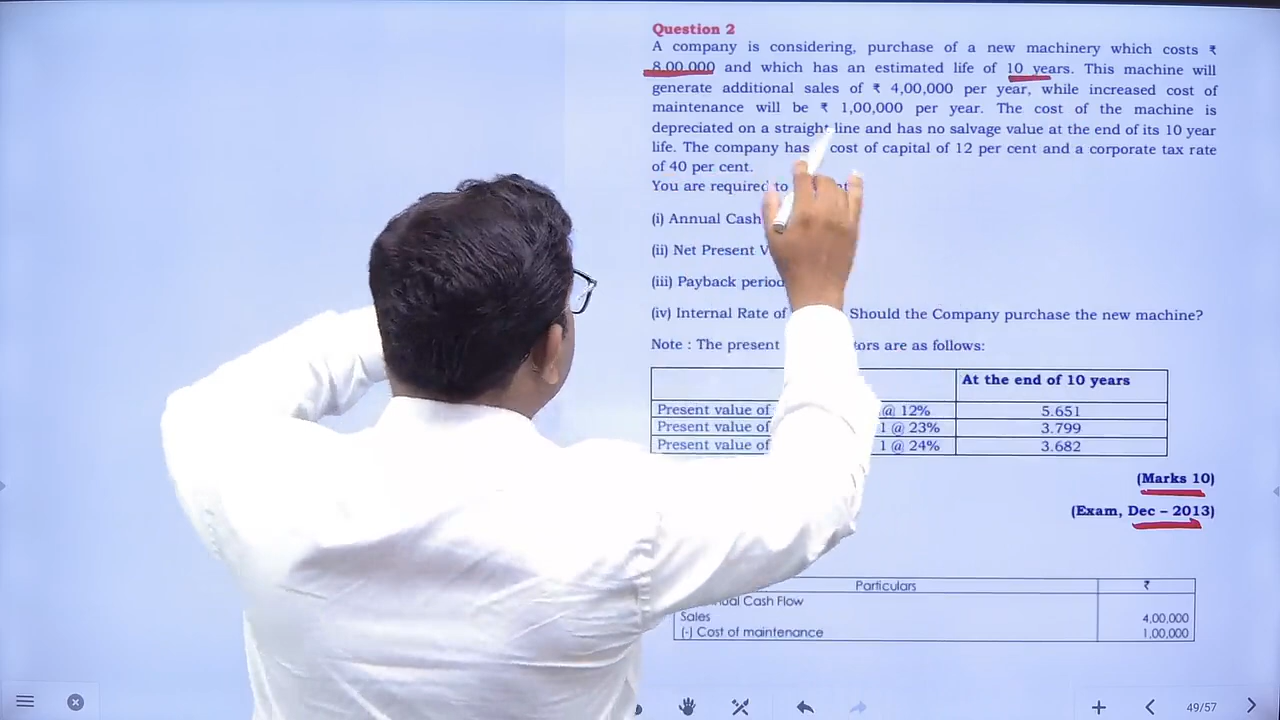 Question 2
A company is considering, purchase of a new machinery which costs ₹
8,00,000 and which has an estimated life of 10 years. This machine will
generate additional sales of ₹ 4,00,000 per year, while increased cost of
maintenance will be ₹ 1,00,000 per year. The cost of the machine is
depreciated on a straight line and has no salvage value at the end of its 10 year
life. The company has cost of capital of 12 per cent and a corporate tax rate
of 40 per cent.
You are required to
(i) Annual Cash
(ii) Net Present V
(iii) Payback period
(iv) Internal Rate of Should the Company purchase the new machine?
Note : The present tors are as follows:
At the end of 10 years
Present value of @ 12% 5.651
Present value of 1 @ 23% 3.799
Present value of 1 @ 24% 3.682
(Marks 10)
(Exam, Dec – 2013)
Particulars ₹
ual Cash Flow
Sales 4,00,000
(-) Cost of maintenance 1,00,000
49/57